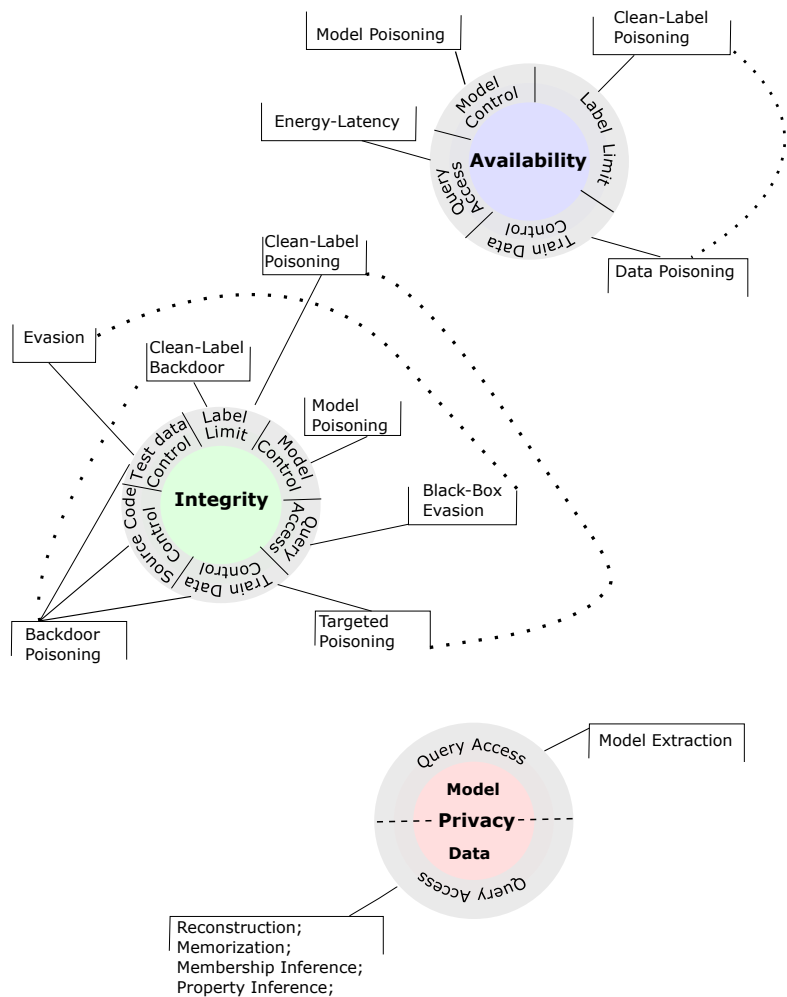 Clean-Label
Poisoning
Model Poisoning
Model
Control
Label Limit
Energy-Latency
Availability
Query
Access
Train Data
Control
Data Poisoning
Clean-Label
Poisoning
Evasion
Clean-Label
Backdoor
Model
Poisoning
Label
Limit
Test data
Control
Model
Control
Integrity
Black-Box
Evasion
Source Code
Control
Query
Access
Train Data
Control
Targeted
Poisoning
Backdoor
Poisoning
Model Extraction
Query Access
Model
Privacy
Data
Query Access
Reconstruction;
Memorization;
Membership Inference;
Property Inference;